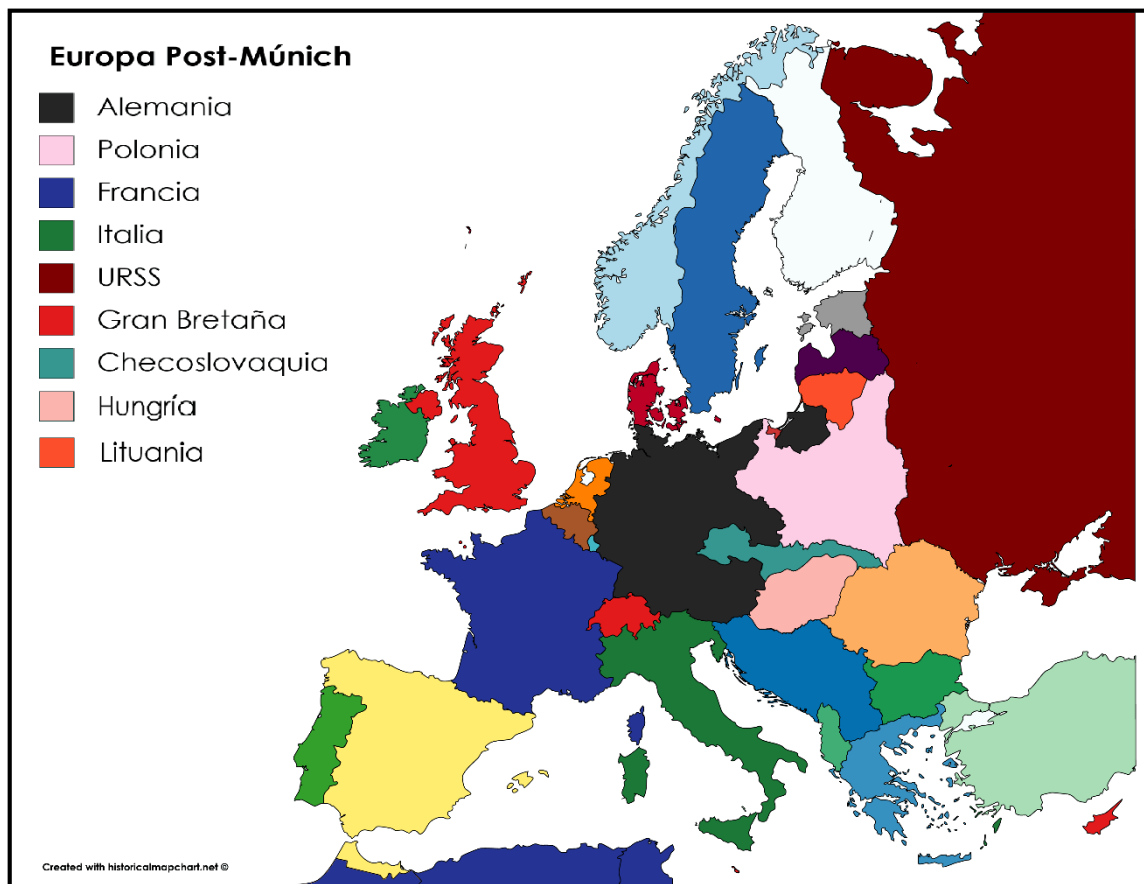 Europa Post-Múnich
Alemania
Polonia
Francia
Italia
URSS
Gran Bretaña
Checoslovaquia
Hungría
Lituania
Created with historicalmapchart.net ©